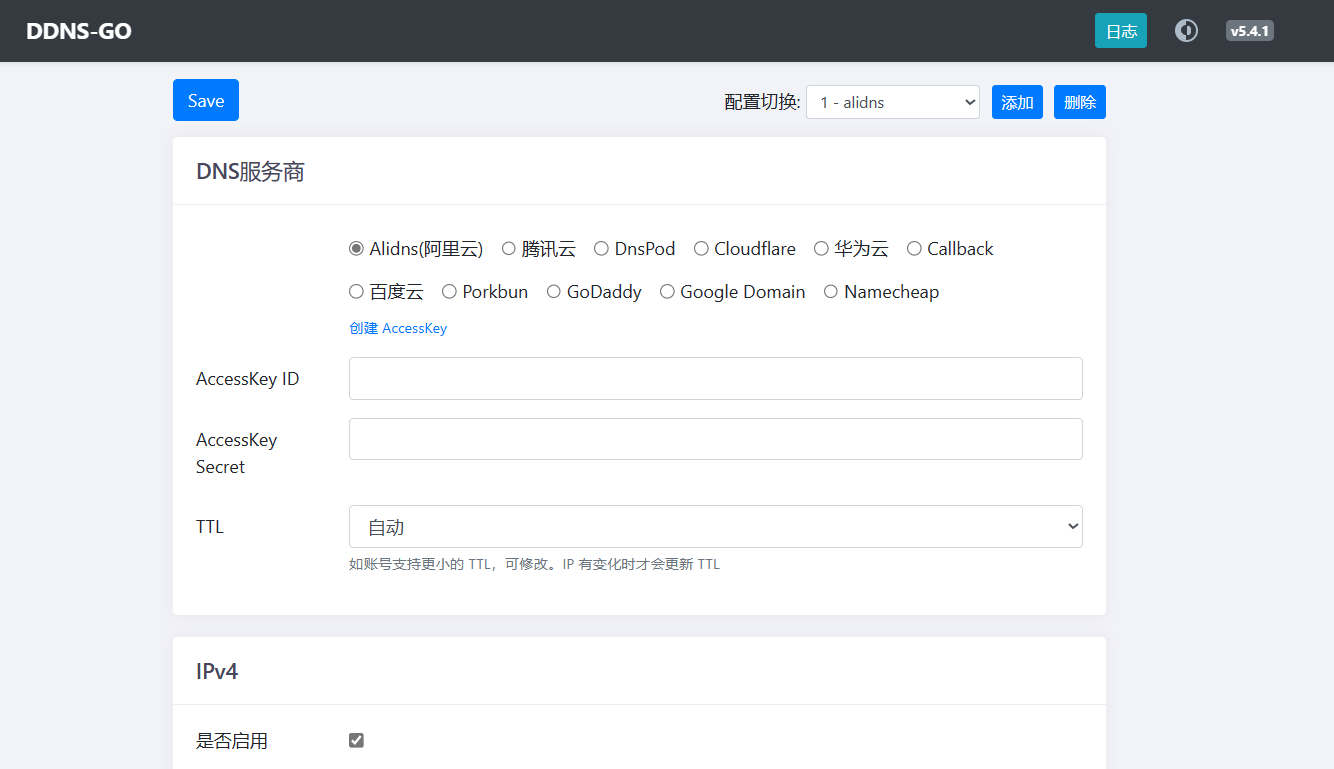 DDNS-GO 日志 v5.4.1
Save 配置切换: 1 - alidns 添加 删除
DNS服务商
Alidns(阿里云) 腾讯云 DnsPod Cloudflare 华为云 Callback
百度云 Porkbun GoDaddy Google Domain Namecheap
创建 AccessKey
AccessKey ID
AccessKey
Secret
TTL 自动
如账号支持更小的 TTL，可修改。IP 有变化时才会更新 TTL
IPv4
是否启用